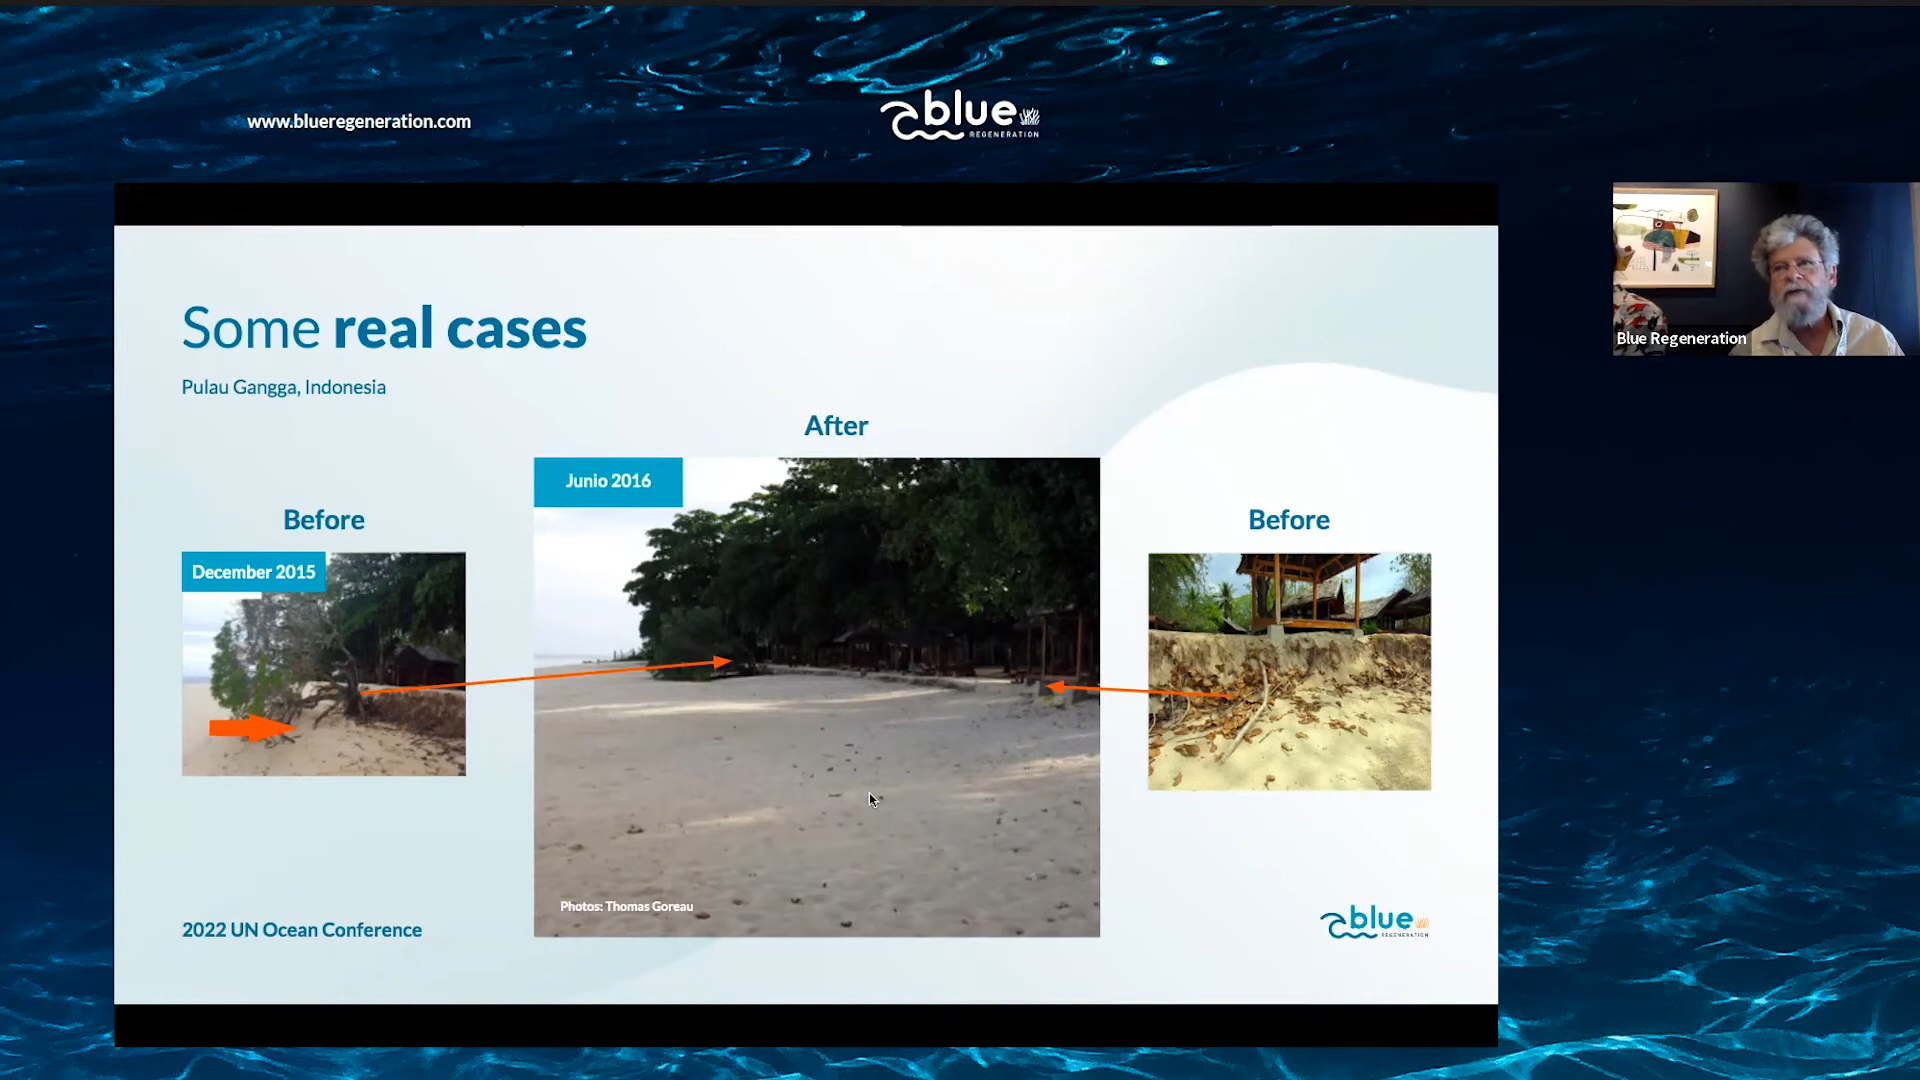 www.blueregeneration.com
blue
REGENERATION
Some real cases
Pulau Gangga, Indonesia
After
Junio 2016
Before
December 2015
Before
Photos: Thomas Goreau
2022 UN Ocean Conference
blue
REGENERATION
Blue Regeneration